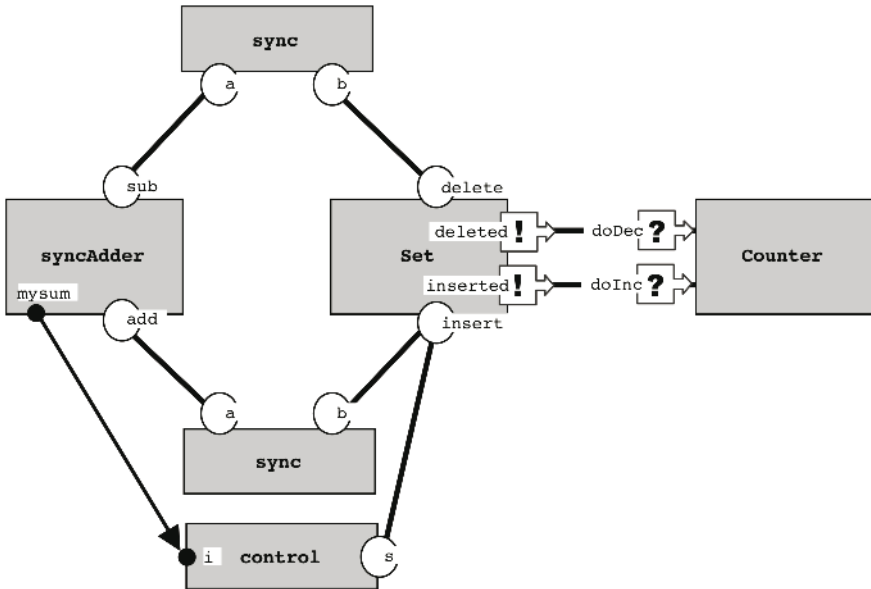 sync
a
b
sub
delete
deleted ! doDec ?
syncAdder
Set
Counter
mysum
inserted ! doInc ?
add
insert
a
b
sync
i
control
s